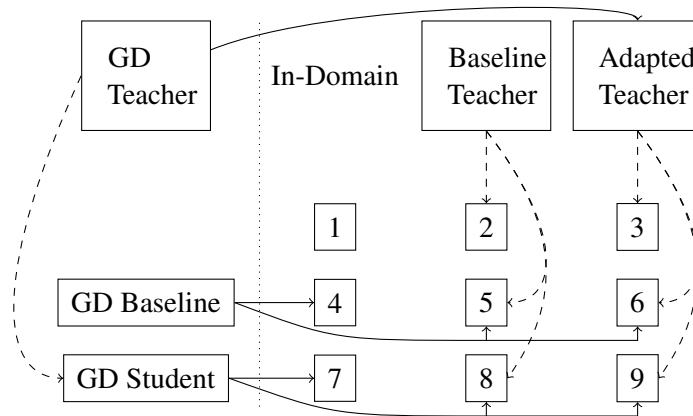 GD
Teacher
In-Domain
Baseline
Teacher
Adapted
Teacher
1
2
3
GD Baseline
4
5
6
GD Student
7
8
9